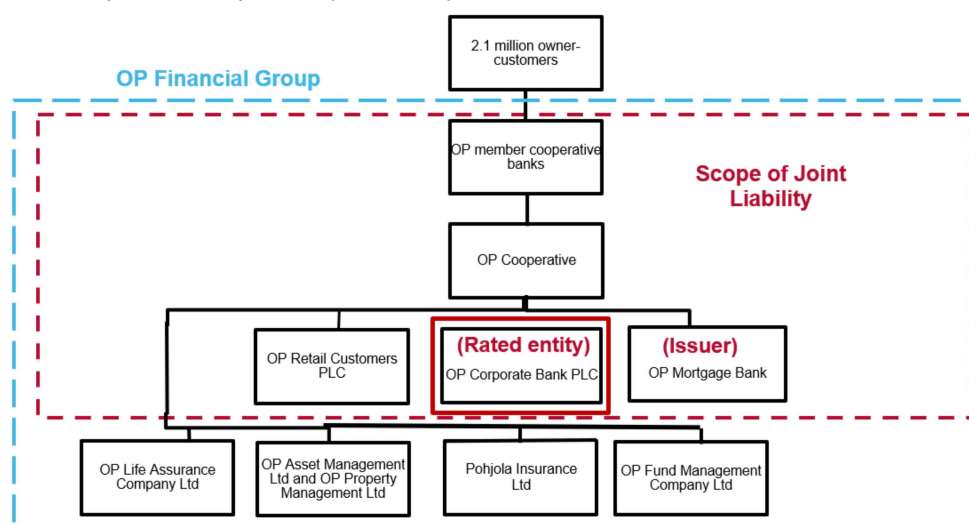 2.1 million owner-
customers
OP Financial Group
OP member cooperative
banks
Scope of Joint
Liability
OP Cooperative
OP Retail Customers
PLC
(Rated entity)
OP Corporate Bank PLC
(Issuer)
OP Mortgage Bank
OP Life Assurance
Company Ltd
OP Asset Management
Ltd and OP Property
Management Ltd
Pohjola Insurance
Ltd
OP Fund Management
Company Ltd